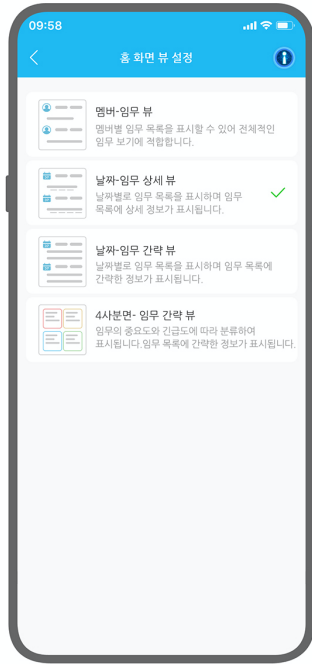 09:58
홈 화면 뷰 설정
멤버-임무 뷰
멤버별 임무 목록을 표시할 수 있어 전체적인
임무 보기에 적합합니다.
날짜-임무 상세 뷰
날짜별로 임무 목록을 표시하며 임무
목록에 상세 정보가 표시됩니다.
날짜-임무 간략 뷰
날짜별로 임무 목록을 표시하며 임무 목록에
간략한 정보가 표시됩니다.
4사분면- 임무 간략 뷰
임무의 중요도와 긴급도에 따라 분류하여
표시됩니다.임무 목록에 간략한 정보가 표시됩니다.